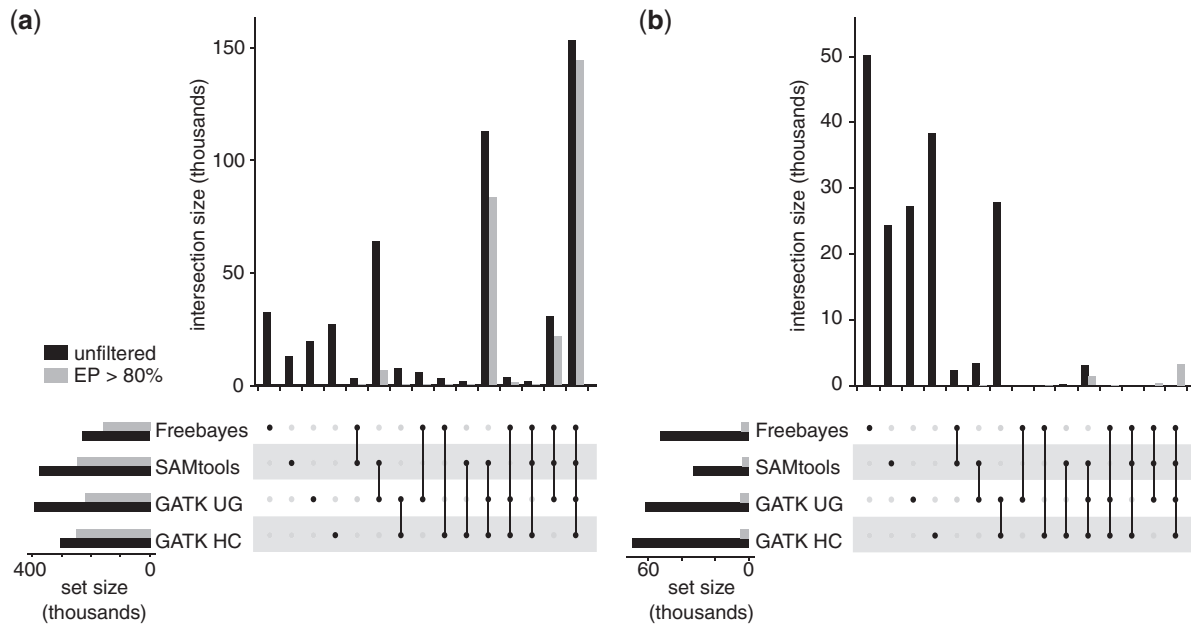 (a)
intersection size (thousands)
150
100
50
0
unfiltered
EP > 80%
Freebayes
SAMtools
GATK UG
GATK HC
400
0
set size
(thousands)
(b)
intersection size (thousands)
50
40
30
20
10
0
Freebayes
SAMtools
GATK UG
GATK HC
60
0
set size
(thousands)